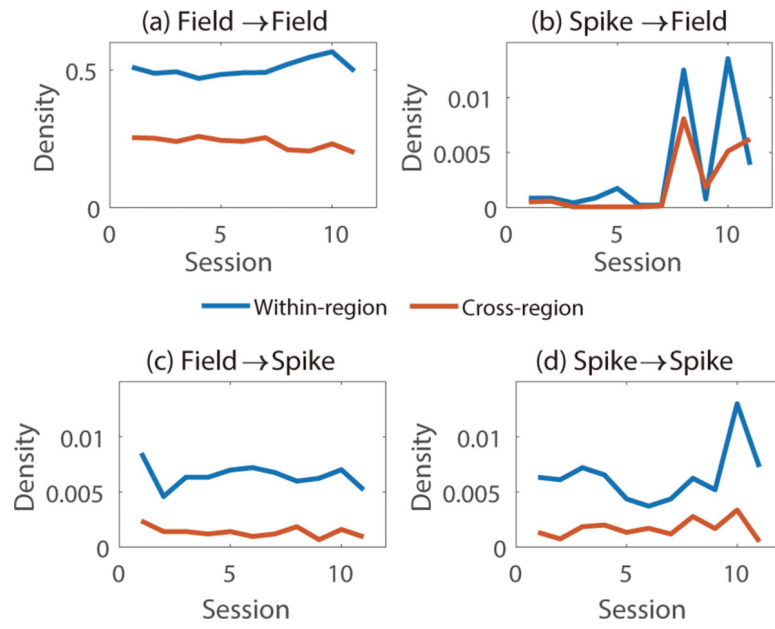 (a) Field →Field
(b) Spike →Field
Density
0.5
0
0
5
10
Session
Density
0.01
0.005
0
0
5
10
Session
Within-region
Cross-region
(c) Field →Spike
(d) Spike→Spike
Density
0.01
0.005
0
0
5
10
Session
Density
0.01
0.005
0
0
5
10
Session